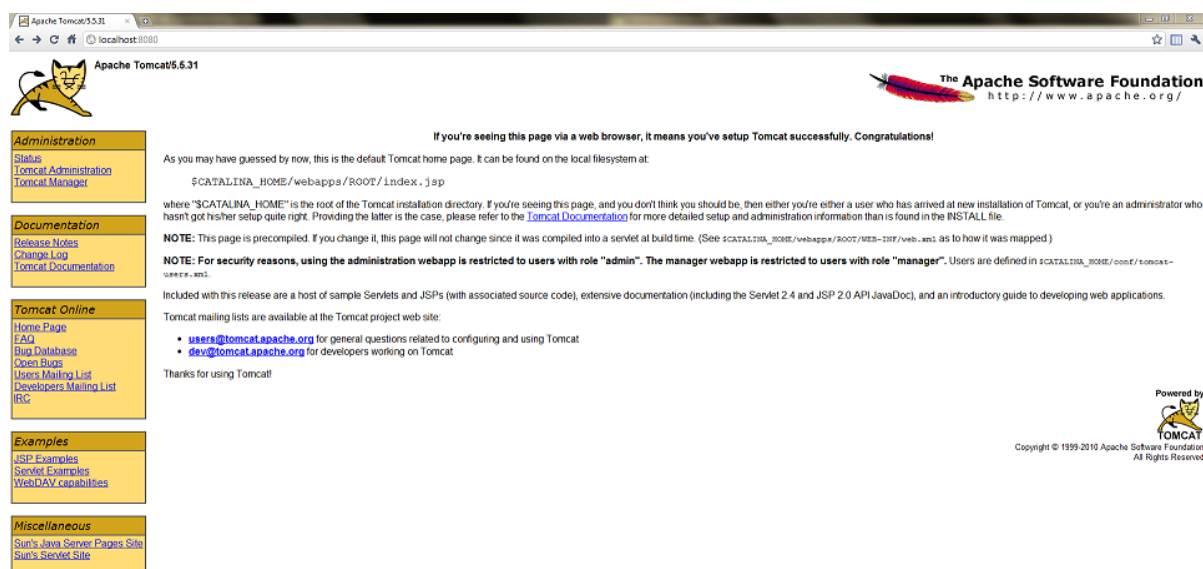 Apache Tomcat/5.5.31
localhost:8080
Apache Tomcat/5.5.31
The Apache Software Foundation
http://www.apache.org/
Administration
Status
Tomcat Administration
Tomcat Manager
Documentation
Release Notes
Change Log
Tomcat Documentation
Tomcat Online
Home Page
FAQ
Bug Database
Open Bugs
Users Mailing List
Developers Mailing List
IRC
Examples
JSP Examples
Servlet Examples
WebDAV capabilities
Miscellaneous
Sun's Java Server Pages Site
Sun's Servlet Site
If you're seeing this page via a web browser, it means you've setup Tomcat successfully. Congratulations!
As you may have guessed by now, this is the default Tomcat home page. It can be found on the local filesystem at:
$CATALINA_HOME/webapps/ROOT/index.jsp
where "$CATALINA_HOME" is the root of the Tomcat installation directory. If you're seeing this page, and you don't think you should be, then either you're either a user who has arrived at new installation of Tomcat, or you're an administrator who
hasn't got his/her setup quite right. Providing the latter is the case, please refer to the Tomcat Documentation for more detailed setup and administration information than is found in the INSTALL file.
NOTE: This page is precompiled. If you change it, this page will not change since it was compiled into a servlet at build time. (See $CATALINA_HOME/webapps/ROOT/WEB-INF/web.xml as to how it was mapped.)
NOTE: For security reasons, using the administration webapp is restricted to users with role "admin". The manager webapp is restricted to users with role "manager". Users are defined in $CATALINA_HOME/conf/tomcat-
users.xml.
Included with this release are a host of sample Servlets and JSPs (with associated source code), extensive documentation (including the Servlet 2.4 and JSP 2.0 API JavaDoc), and an introductory guide to developing web applications.
Tomcat mailing lists are available at the Tomcat project web site:
• users@tomcat.apache.org for general questions related to configuring and using Tomcat
• dev@tomcat.apache.org for developers working on Tomcat
Thanks for using Tomcat!
Powered by
TOMCAT
Copyright © 1999-2010 Apache Software Foundation
All Rights Reserved